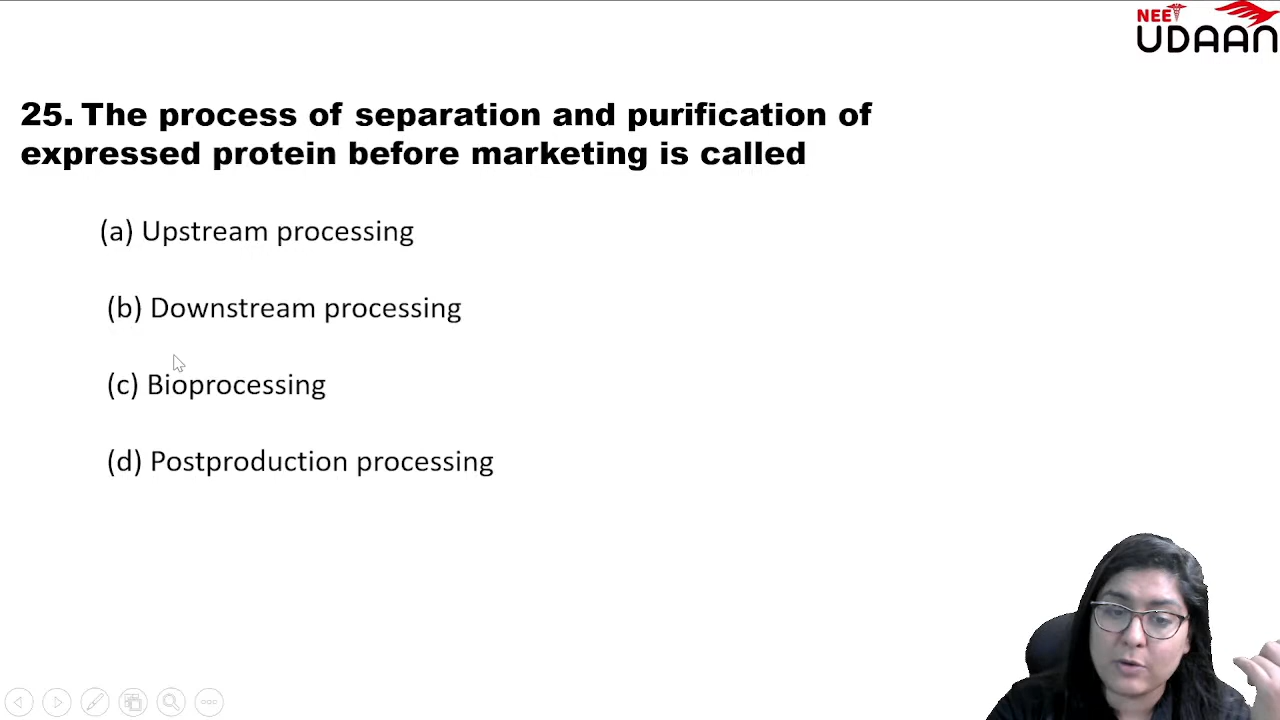 NEET
UDAAN
25. The process of separation and purification of
expressed protein before marketing is called
(a) Upstream processing
(b) Downstream processing
(c) Bioprocessing
(d) Postproduction processing